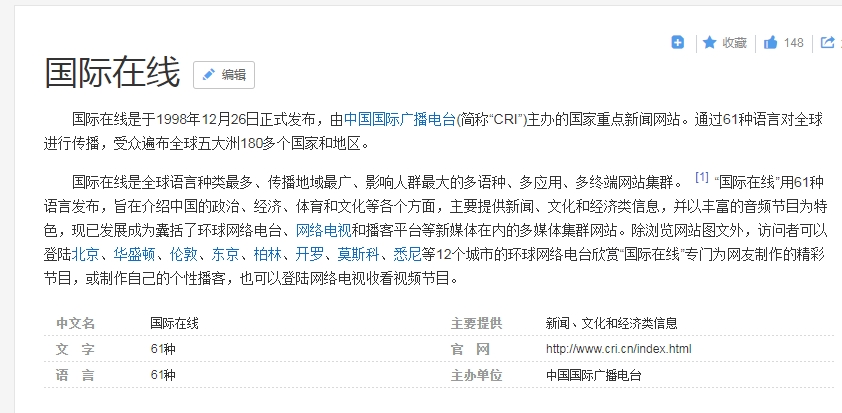 收藏 148
国际在线 编辑
国际在线是于1998年12月26日正式发布，由中国国际广播电台(简称“CRI”)主办的国家重点新闻网站。通过61种语言对全球
进行传播，受众遍布全球五大洲180多个国家和地区。
国际在线是全球语言种类最多、传播地域最广、影响人群最大的多语种、多应用、多终端网站集群。 [1] “国际在线”用61种
语言发布，旨在介绍中国的政治、经济、体育和文化等各个方面，主要提供新闻、文化和经济类信息，并以丰富的音频节目为特
色，现已发展成为囊括了环球网络电台、网络电视和播客平台等新媒体在内的多媒体集群网站。除浏览网站图文外，访问者可以
登陆北京、华盛顿、伦敦、东京、柏林、开罗、莫斯科、悉尼等12个城市的环球网络电台欣赏“国际在线”专门为网友制作的精彩
节目，或制作自己的个性播客，也可以登陆网络电视收看视频节目。
中文名 国际在线 主要提供 新闻、文化和经济类信息
文 字 61种 官 网 http://www.cri.cn/index.html
语 言 61种 主办单位 中国国际广播电台